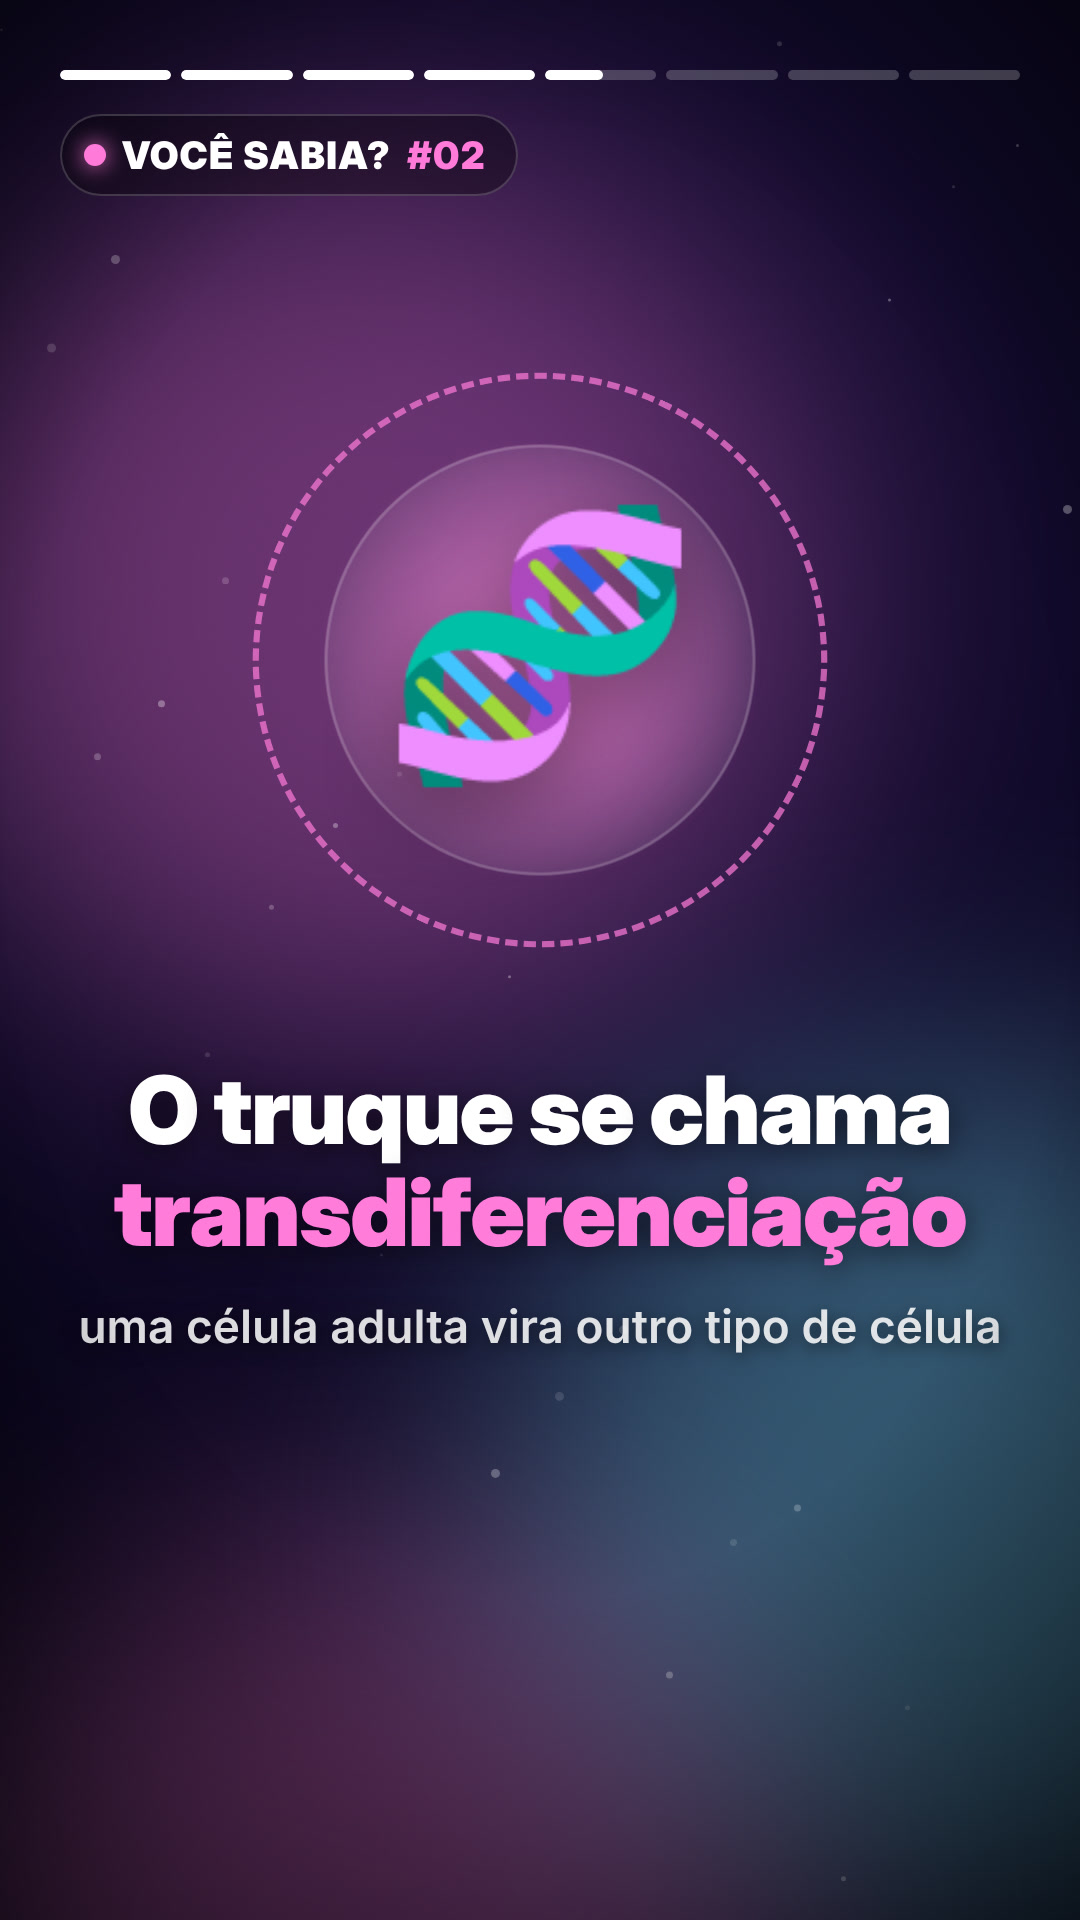 VOCÊ SABIA? #02
O truque se chama
transdiferenciação
uma célula adulta vira outro tipo de célula